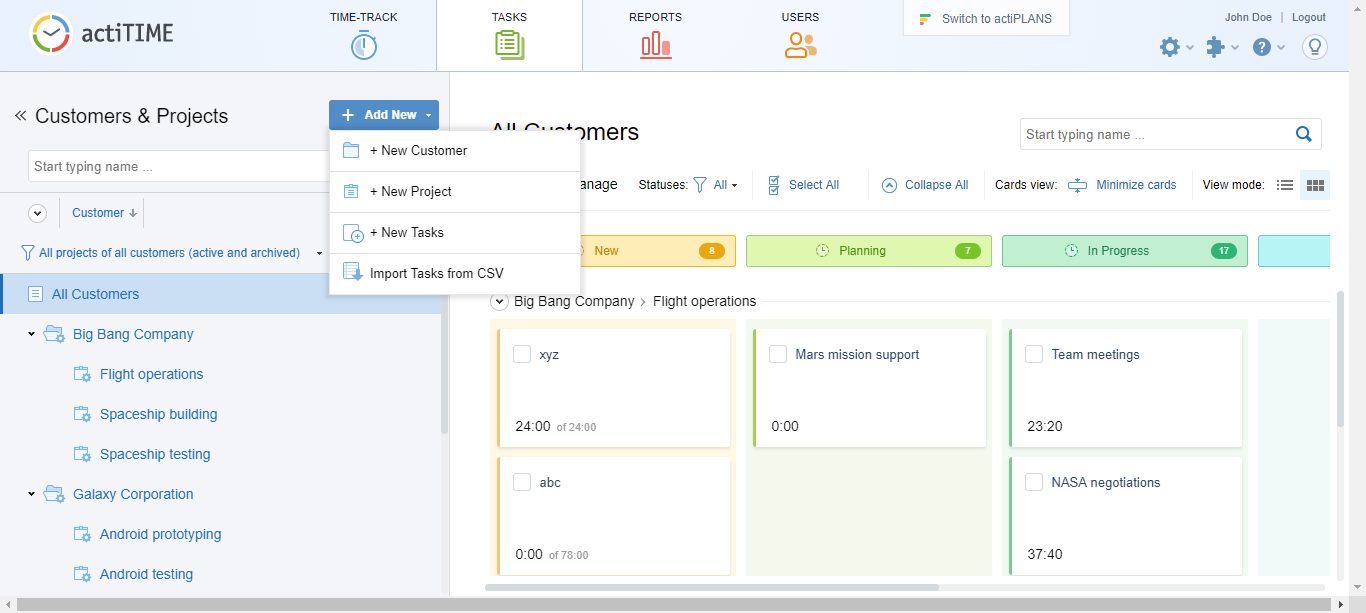 actiTIME
TIME-TRACK
TASKS
REPORTS
USERS
Switch to actiPLANS
John Doe
Logout
Customers & Projects
+ Add New
Start typing name ...
Customer
All projects of all customers (active and archived)
All Customers
Big Bang Company
Flight operations
Spaceship building
Spaceship testing
Galaxy Corporation
Android prototyping
Android testing
+ New Customer
+ New Project
+ New Tasks
Import Tasks from CSV
All Customers
Start typing name ...
anage
Statuses:
All
Select All
Collapse All
Cards view:
Minimize cards
View mode:
New
8
Planning
7
In Progress
17
Big Bang Company > Flight operations
xyz
24:00 of 24:00
abc
0:00 of 78:00
Mars mission support
0:00
Team meetings
23:20
NASA negotiations
37:40